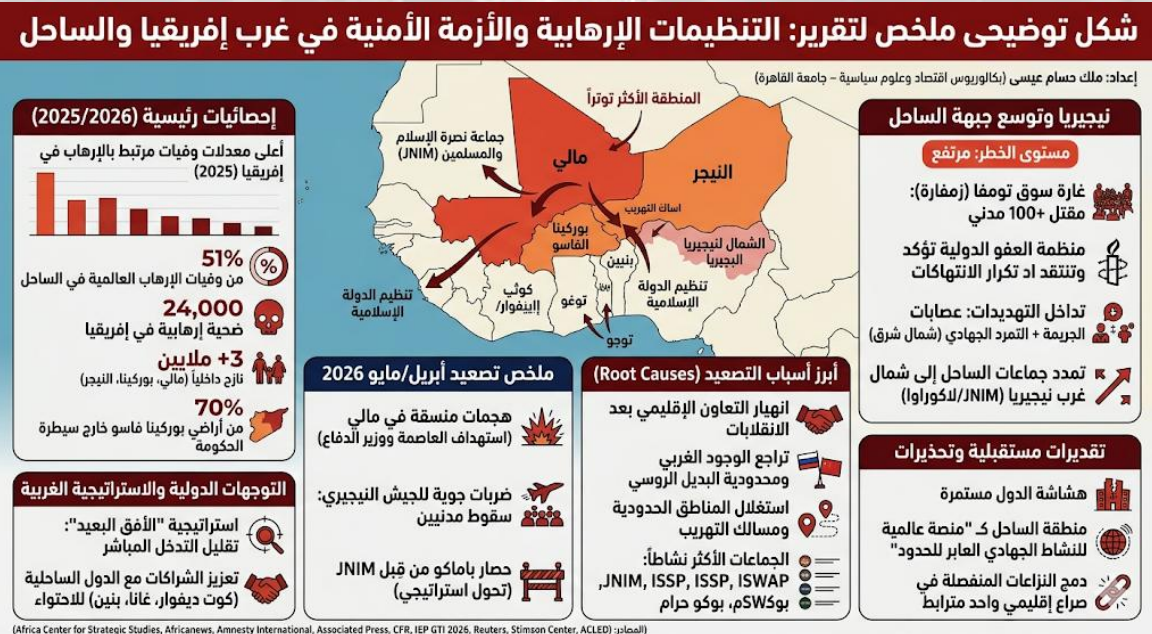 شكل توضيحى ملخص لتقرير: التنظيمات الإرهابية والأزمة الأمنية في غرب إفريقيا والساحل
إعداد: ملك حسام عيسى (بكالوريوس اقتصاد وعلوم سياسية – جامعة القاهرة)
نيجيريا وتوسع جبهة الساحل
مستوى الخطر: مرتفع
غارة سوق تومفا (زمفارة):
مقتل +100 مدني
منظمة العفو الدولية تؤكد
وتنتقد اد تكرار الانتهاكات
تداخل التهديدات: عصابات
الجريمة + التمرد الجهادي (شمال شرق)
تمدد جماعات الساحل إلى شمال
غرب نيجيريا (JNIM/لاكوراوا)
تقديرات مستقبلية وتحذيرات
هشاشة الدول مستمرة
منطقة الساحل كـ "منصة عالمية
للنشاط الجهادي العابر للحدود"
دمج النزاعات المنفصلة في
صراع إقليمي واحد مترابط
المنطقة الأكثر توتراً
جماعة نصرة الإسلام
والمسلمين (JNIM)
مالي
النيجر
اساك التهريب
بوركينا
الفاسو
الشمال لنيجيريا
البجيريا
بنيين
تنظيم الدولة
الإسلامية
تنظيم الدولة
الإسلامية
كوئب
إاييفوار/
توغو
توجو
أبرز أسباب التصعيد (Root Causes)
انهيار التعاون الإقليمي بعد
الانقلابات
تراجع الوجود الغربي
ومحدودية البديل الروسي
استغلال المناطق الحدودية
ومسالك التهريب
الجماعات الأكثر نشاطاً:
JNIM, ISSP, ISSP, ISWAP,
بوكSWم، بوكو حرام
ملخص تصعيد أبريل/مايو 2026
هجمات منسقة في مالي
(استهداف العاصمة ووزير الدفاع)
ضربات جوية للجيش النيجيري:
سقوط مدنيين
حصار باماكو من قِبل JNIM
(تحول استراتيجي)
إحصائيات رئيسية (2025/2026)
أعلى معدلات وفيات مرتبط بالإرهاب في
إفريقيا (2025)
%
51%
من وفيات الإرهاب العالمية في الساحل
24,000
ضحية إرهابية في إفريقيا
+3 ملايين
نازح داخلياً (مالي، بوركينا، النيجر)
70%
من أراضي بوركينا فاسو خارج سيطرة
الحكومة
التوجهات الدولية والاستراتيجية الغربية
استراتيجية "الأفق البعيد":
تقليل التدخل المباشر
تعزيز الشراكات مع الدول الساحلية
(كوت ديفوار، غانا، بنين) للاحتواء
(المصادر: Africa Center for Strategic Studies, Africanews, Amnesty International, Associated Press, CFR, IEP GTI 2026, Reuters, Stimson Center, ACLED)